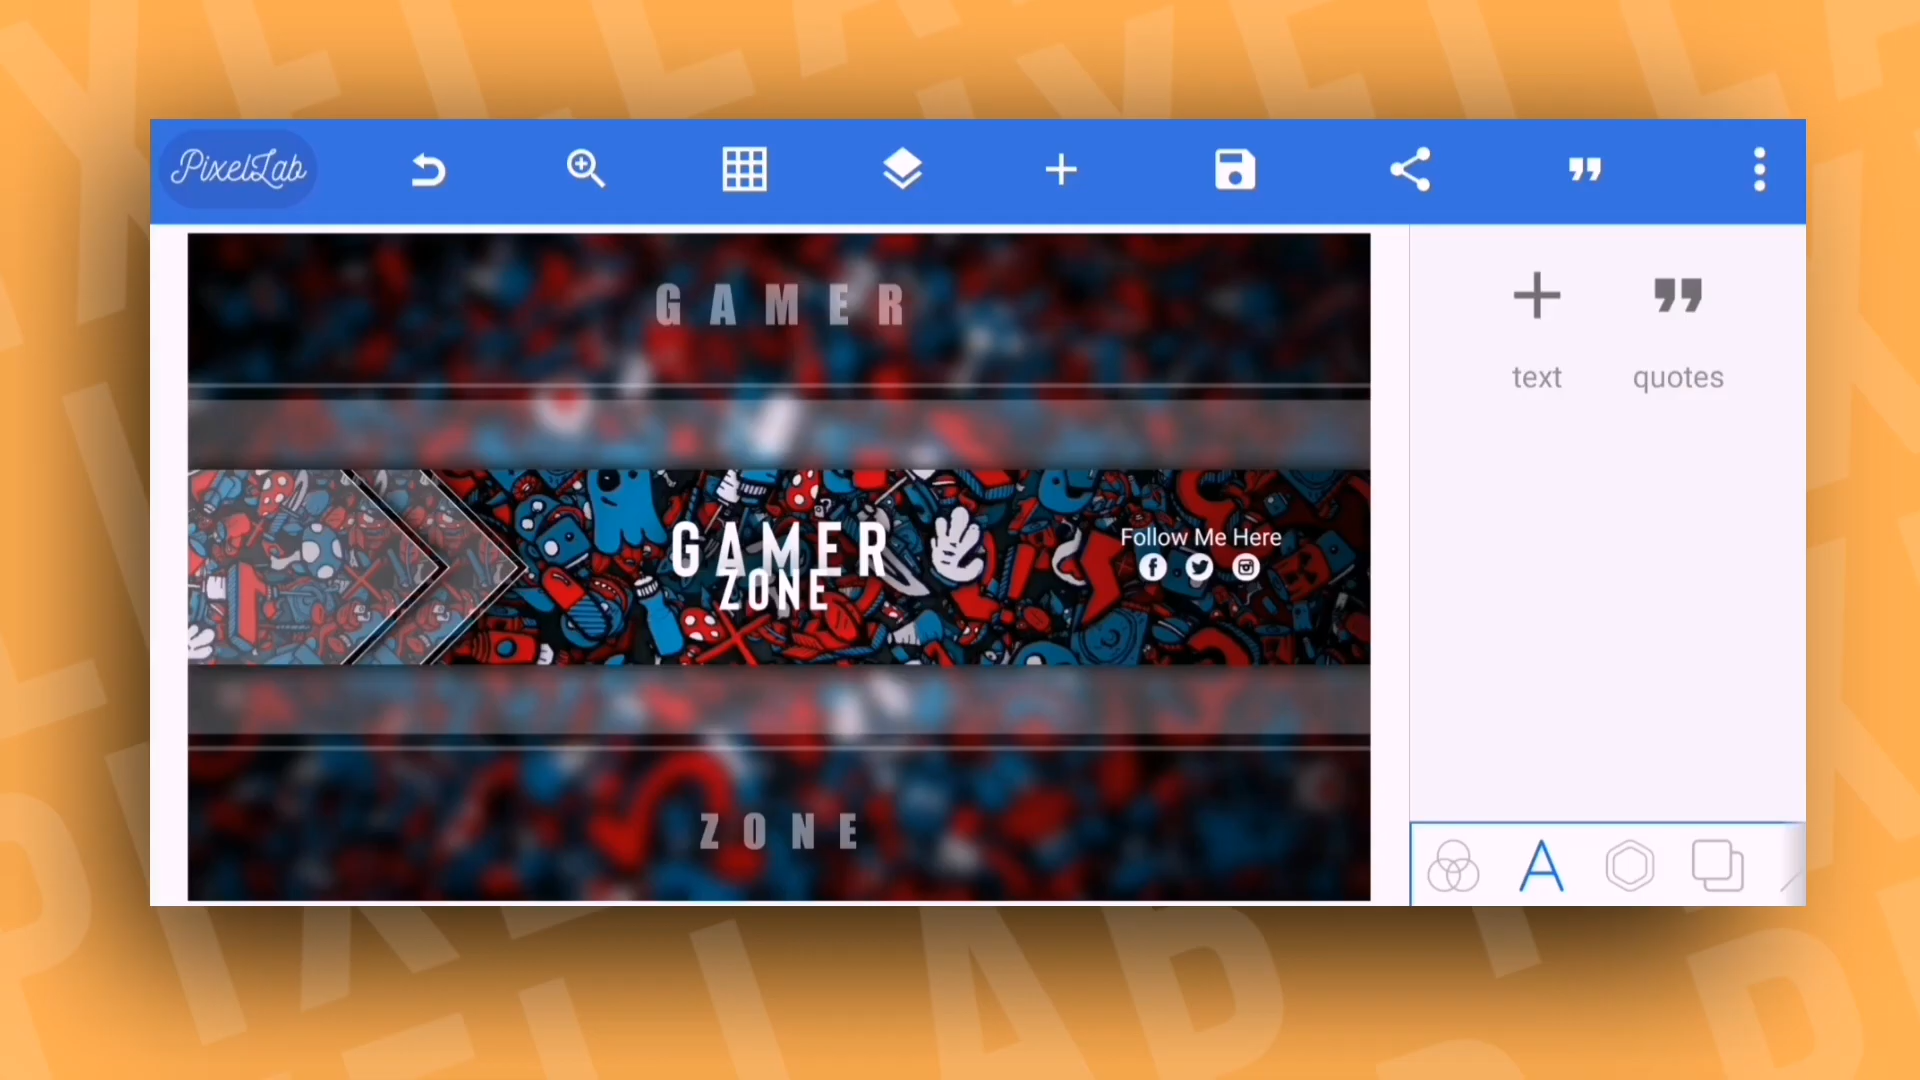 PixelLab
GAMER
text
quotes
GAMER
ZONE
Follow Me Here
ZONE